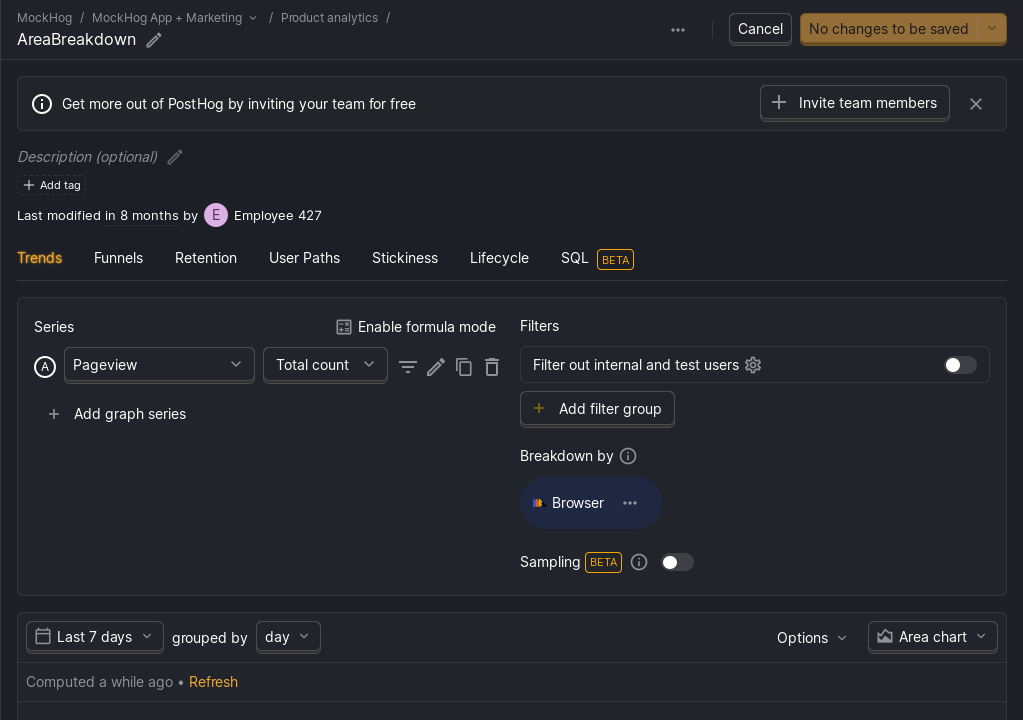 MockHog / MockHog App + Marketing / Product analytics /
AreaBreakdown
Cancel
No changes to be saved
Get more out of PostHog by inviting your team for free
Invite team members
Description (optional)
Add tag
Last modified in 8 months by E Employee 427
Trends Funnels Retention User Paths Stickiness Lifecycle SQL BETA
Series
Enable formula mode
A Pageview Total count
Add graph series
Filters
Filter out internal and test users
Add filter group
Breakdown by
Browser
Sampling BETA
Last 7 days grouped by day
Options
Area chart
Computed a while ago • Refresh